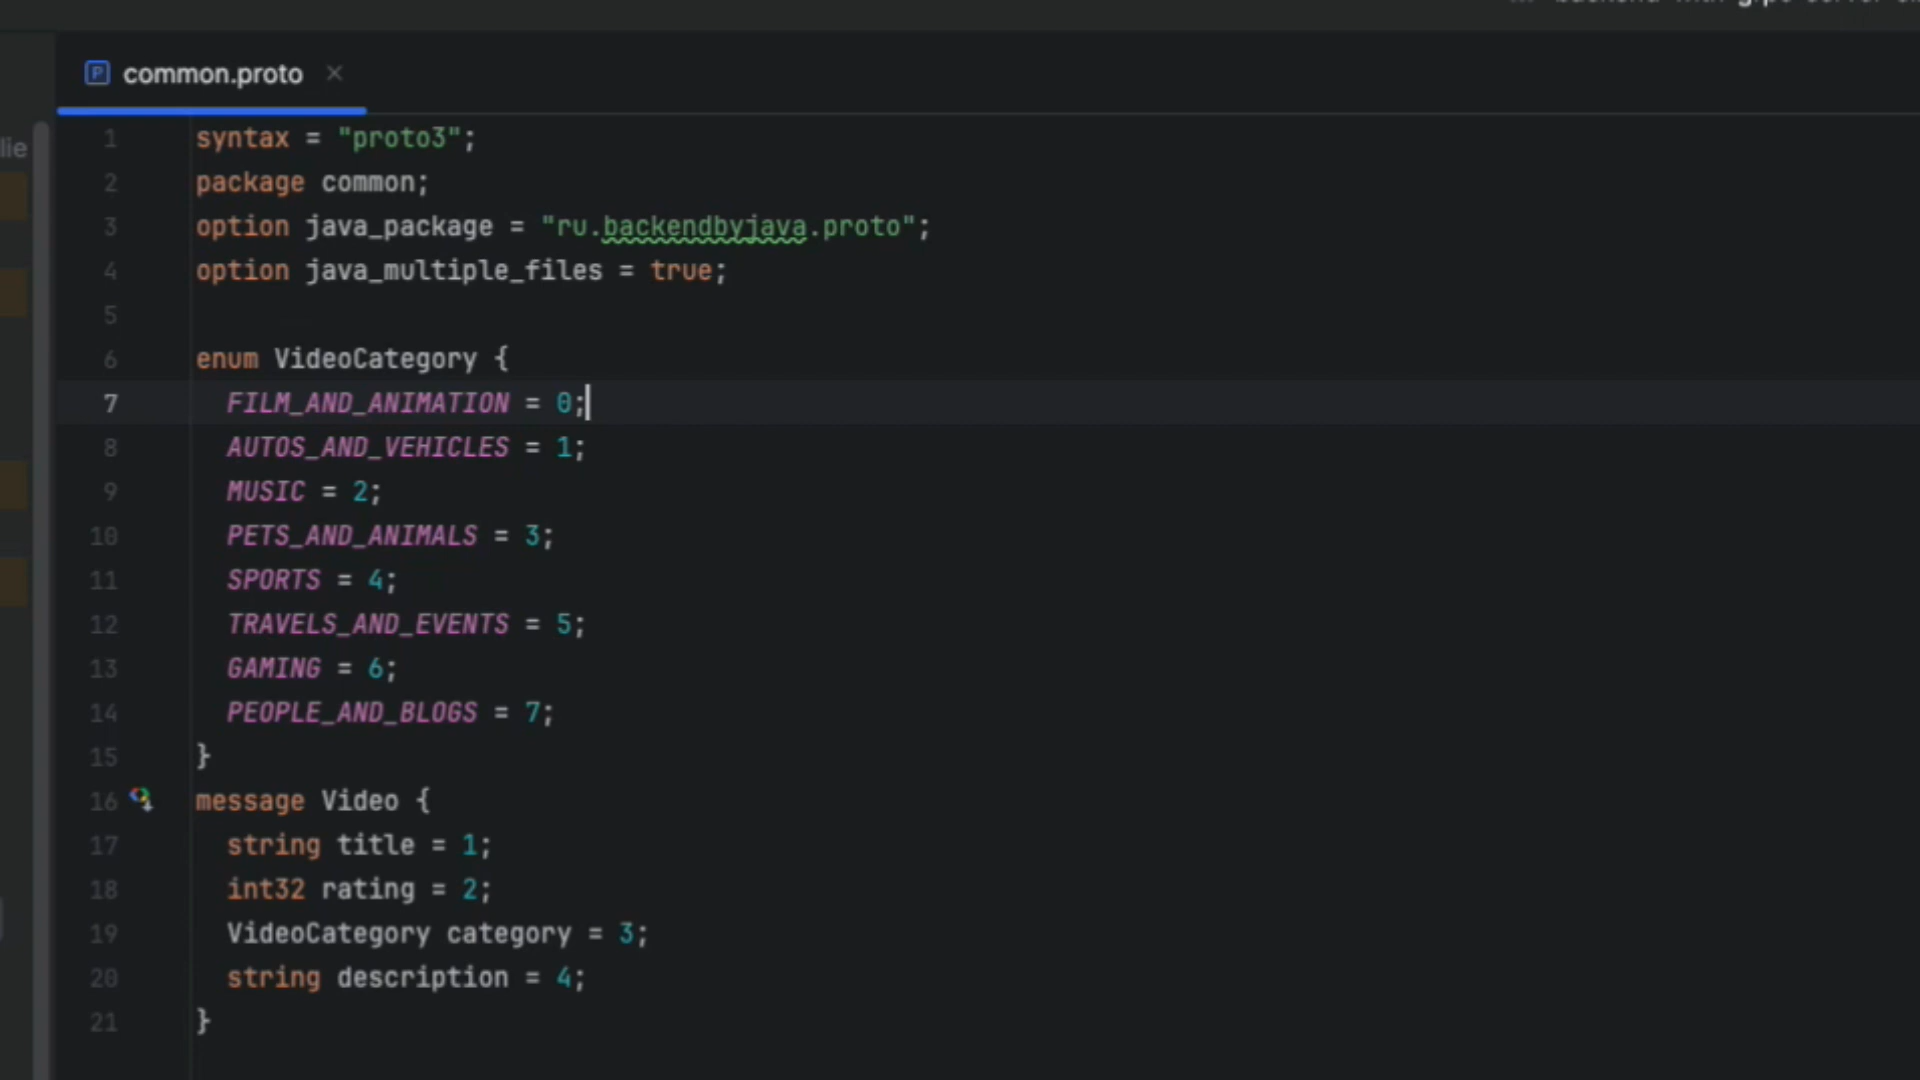 common.proto
lie
1 syntax = "proto3";
2 package common;
3 option java_package = "ru.backendbyjava.proto";
4 option java_multiple_files = true;
5
6 enum VideoCategory {
7 FILM_AND_ANIMATION = 0;
8 AUTOS_AND_VEHICLES = 1;
9 MUSIC = 2;
10 PETS_AND_ANIMALS = 3;
11 SPORTS = 4;
12 TRAVELS_AND_EVENTS = 5;
13 GAMING = 6;
14 PEOPLE_AND_BLOGS = 7;
15 }
16 message Video {
17 string title = 1;
18 int32 rating = 2;
19 VideoCategory category = 3;
20 string description = 4;
21 }